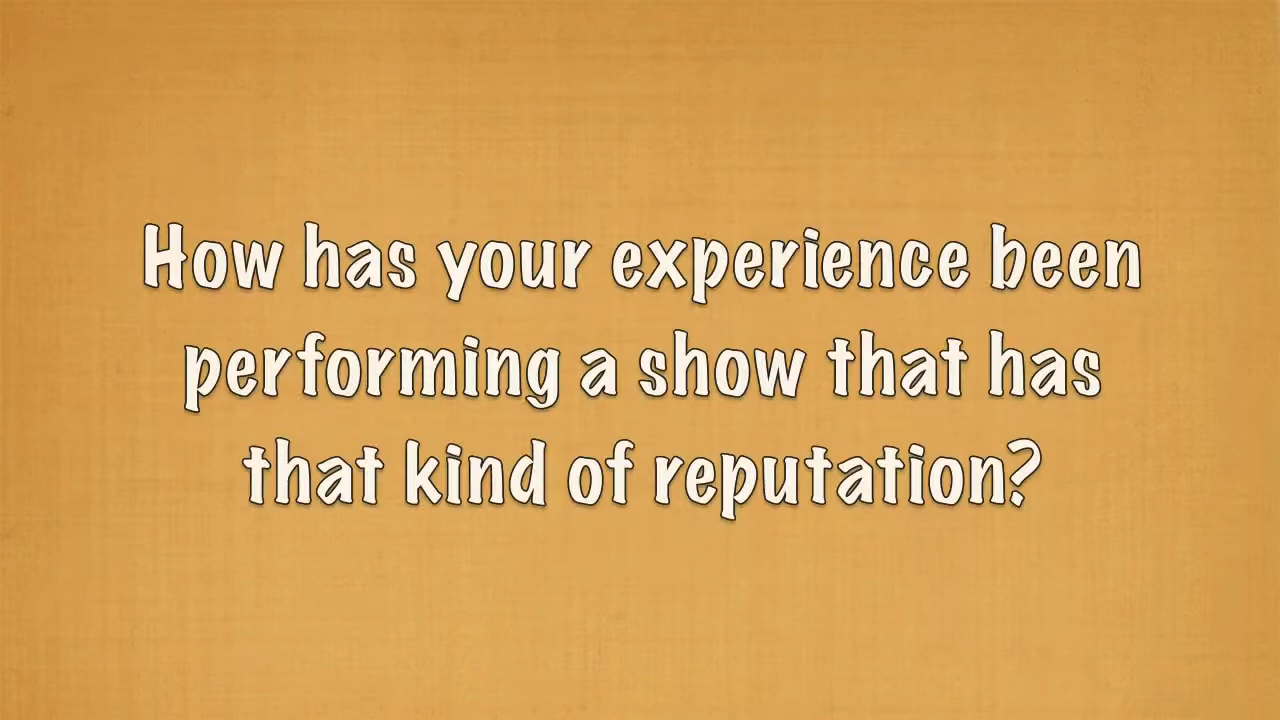 How has your experience been
performing a show that has
that kind of reputation?